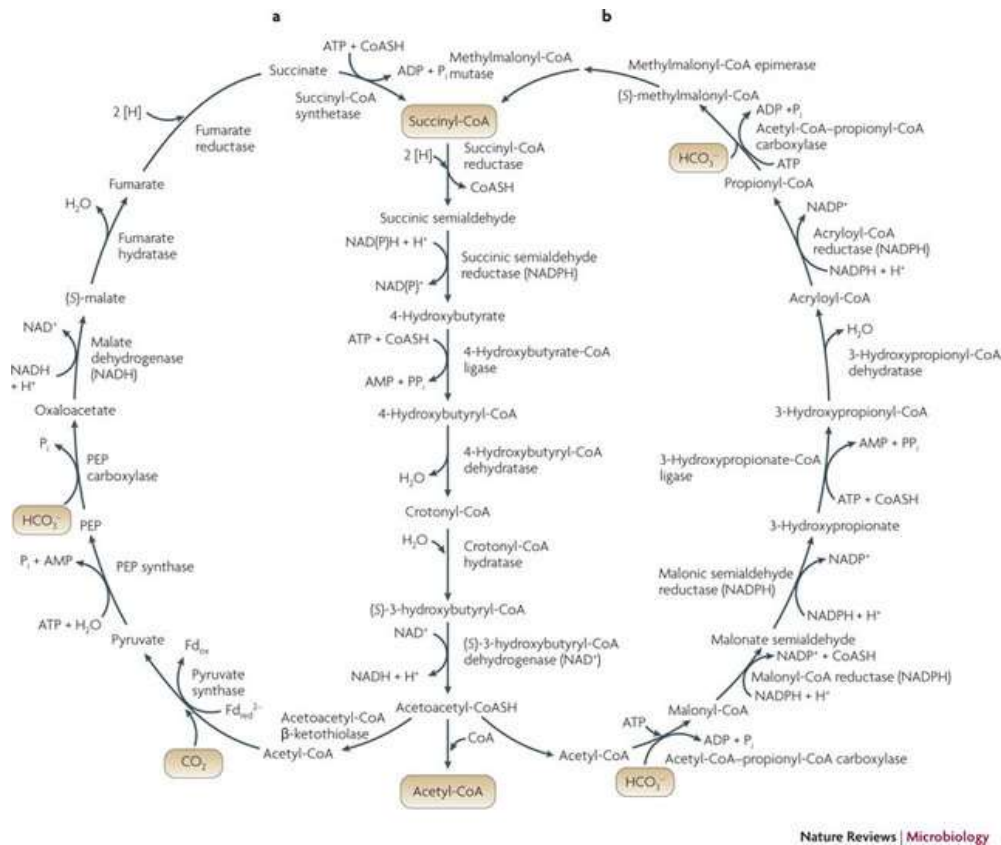 a
b
ATP + CoASH
Succinate
ADP + Pi
Methylmalonyl-CoA
mutase
Succinyl-CoA
synthetase
Methylmalonyl-CoA epimerase
(S)-methylmalonyl-CoA
2 [H]
Fumarate
reductase
Succinyl-CoA
2 [H]
Succinyl-CoA
reductase
CoASH
ADP +Pi
Acetyl-CoA–propionyl-CoA
carboxylase
HCO3−
ATP
Propionyl-CoA
Fumarate
H2O
Fumarate
hydratase
Succinic semialdehyde
NAD(P)H + H+
Succinic semialdehyde
reductase (NADPH)
NAD(P)+
NADP+
Acryloyl-CoA
reductase (NADPH)
NADPH + H+
(S)-malate
Acryloyl-CoA
NAD+
Malate
dehydrogenase
(NADH)
NADH
+ H+
4-Hydroxybutyrate
ATP + CoASH
4-Hydroxybutyrate-CoA
ligase
AMP + PPi
H2O
3-Hydroxypropionyl-CoA
dehydratase
Oxaloacetate
4-Hydroxybutyryl-CoA
3-Hydroxypropionyl-CoA
Pi
PEP
carboxylase
HCO3−
PEP
4-Hydroxybutyryl-CoA
dehydratase
H2O
AMP + PPi
3-Hydroxypropionate-CoA
ligase
ATP + CoASH
Crotonyl-CoA
3-Hydroxypropionate
Pi + AMP
PEP synthase
ATP + H2O
H2O
Crotonyl-CoA
hydratase
NADP+
Malonic semialdehyde
reductase (NADPH)
NADPH + H+
Pyruvate
(S)-3-hydroxybutyryl-CoA
Malonate semialdehyde
Fdox
Pyruvate
synthase
Fdred2−
NAD+
(S)-3-hydroxybutyryl-CoA
dehydrogenase (NAD+)
NADH + H+
NADP+ + CoASH
Malonyl-CoA reductase (NADPH)
NADPH + H+
Acetoacetyl-CoASH
Malonyl-CoA
Acetoacetyl-CoA
β-ketothiolase
CoA
ATP
ADP + Pi
Acetyl-CoA
Acetyl-CoA
Acetyl-CoA–propionyl-CoA carboxylase
CO2
Acetyl-CoA
HCO3−
Nature Reviews | Microbiology